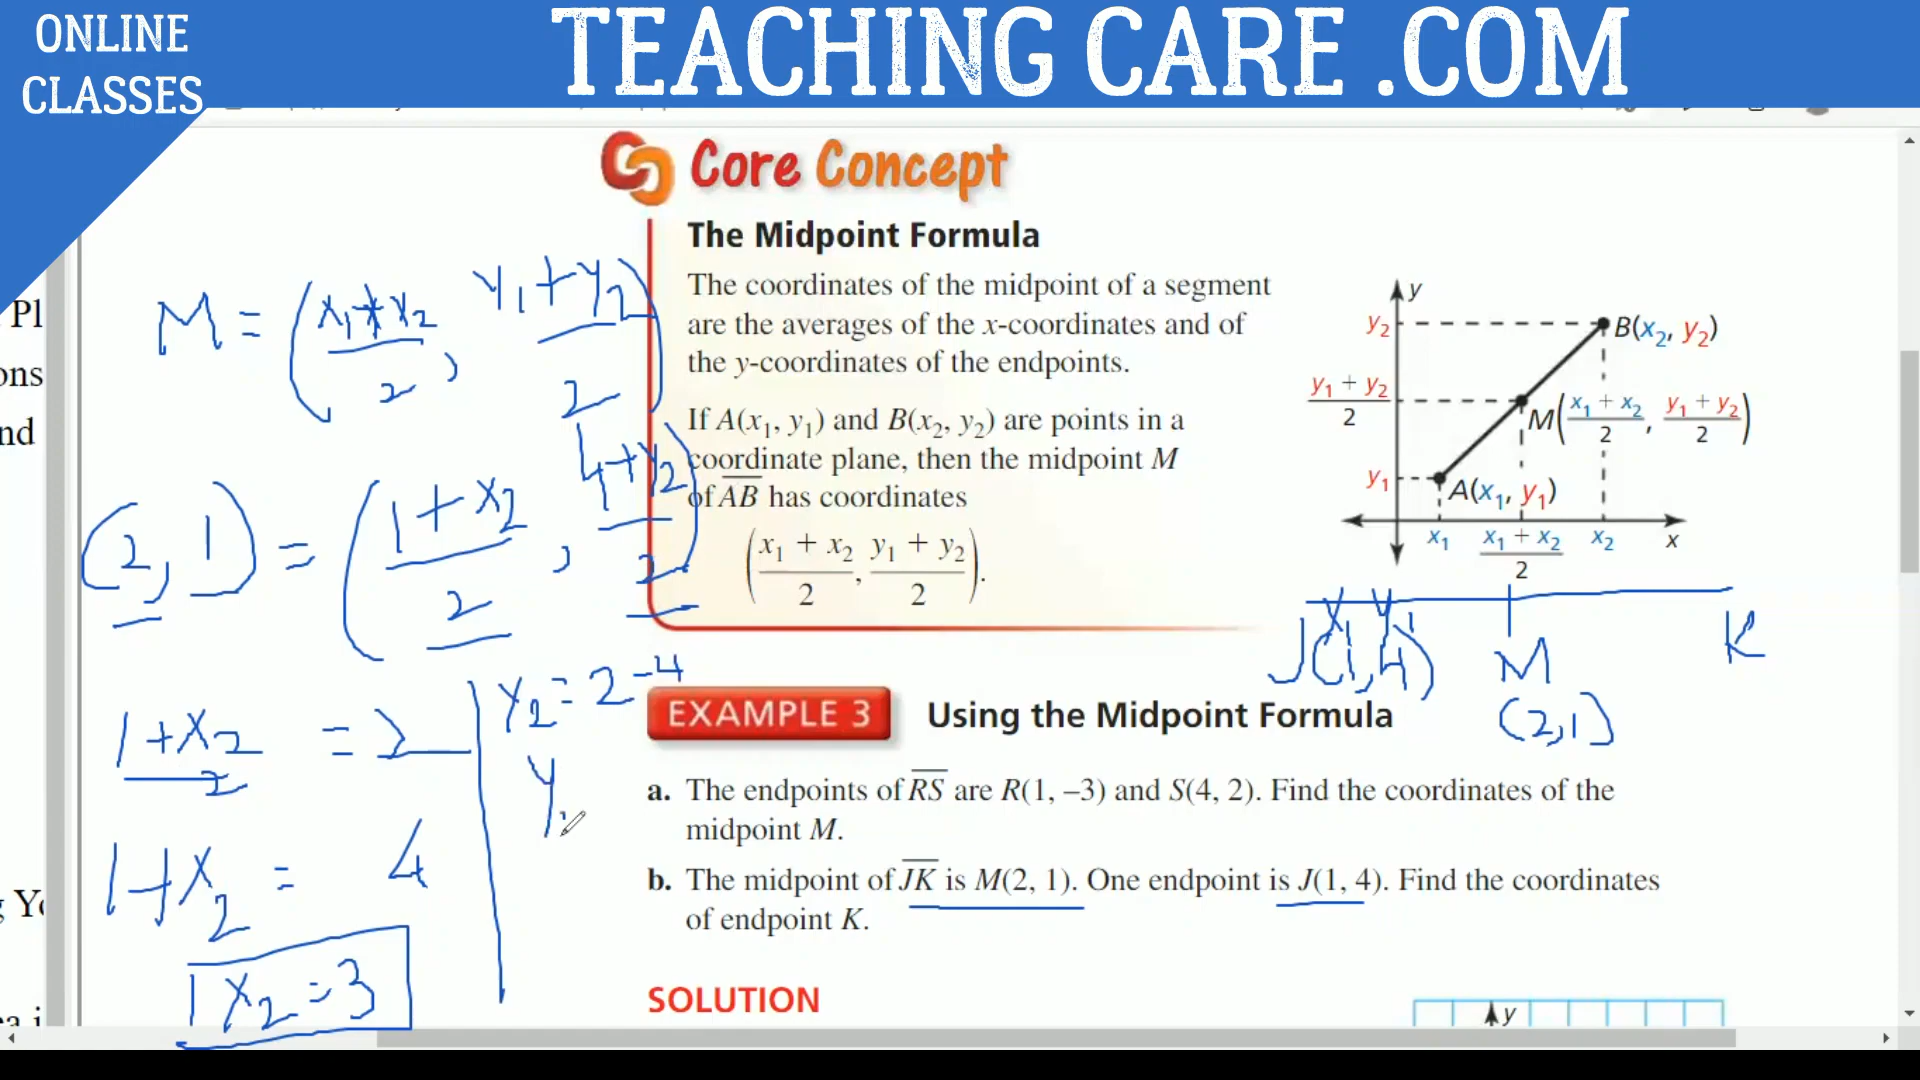 ONLINE
CLASSES
TEACHING CARE .COM
Pl
ons
nd
Core Concept
The Midpoint Formula
The coordinates of the midpoint of a segment
are the averages of the x-coordinates and of
the y-coordinates of the endpoints.
If A(x₁, y₁) and B(x₂, y₂) are points in a
coordinate plane, then the midpoint M
of AB has coordinates
(x₁ + x₂ / 2, y₁ + y₂ / 2).
y
y₂
B(x₂, y₂)
y₁ + y₂ / 2
M(x₁ + x₂ / 2, y₁ + y₂ / 2)
y₁
A(x₁, y₁)
x₁
x₁ + x₂ / 2
x₂
x
M = (x₁ + x₂ / 2, y₁ + y₂ / 2)
(2, 1) = (1 + x₂ / 2, 4 + y₂ / 2)
1 + x₂ / 2 = 2
1 + x₂ = 4
x₂ = 3
y₂ = 2 - 4
y
x₁ y₁
J(1, 4)
M
(2, 1)
K
EXAMPLE 3
Using the Midpoint Formula
a. The endpoints of RS are R(1, –3) and S(4, 2). Find the coordinates of the
midpoint M.
b. The midpoint of JK is M(2, 1). One endpoint is J(1, 4). Find the coordinates
of endpoint K.
SOLUTION
y